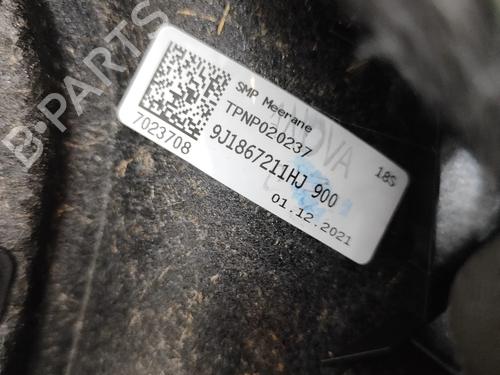 B-PARTS
SMP Meerane
TPNP020237
18S
9J1867211HJ 900
7023708
01.12.2021